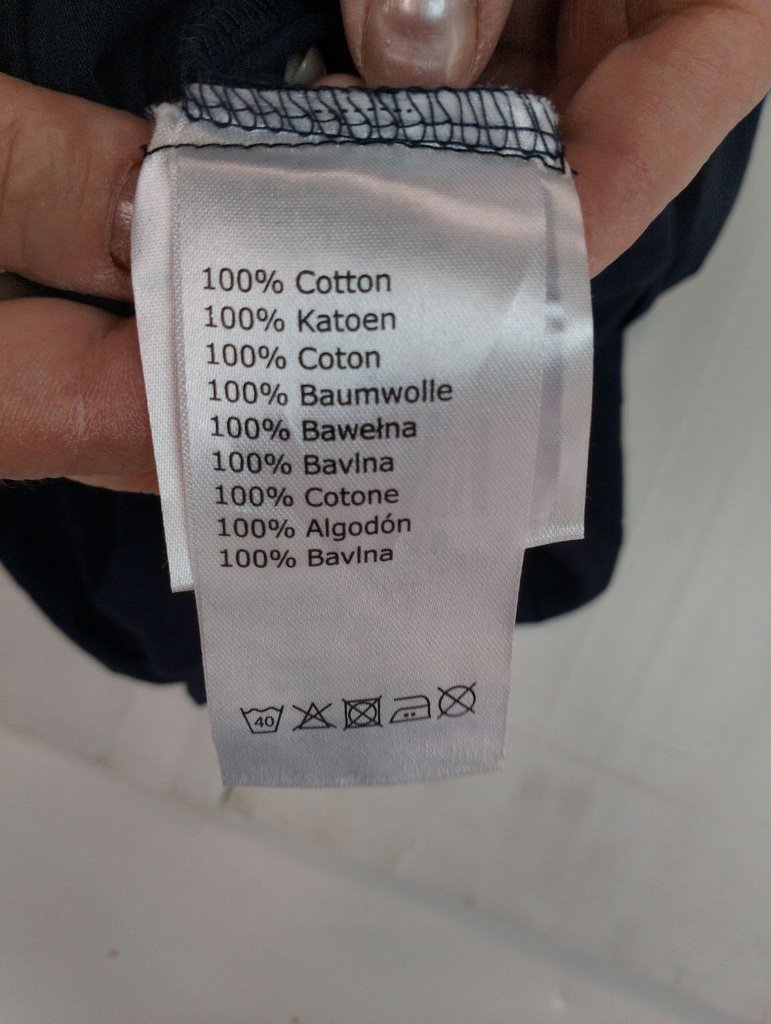 100% Cotton
100% Katoen
100% Coton
100% Baumwolle
100% Bawełna
100% Bavlna
100% Cotone
100% Algodón
100% Bavlna
40